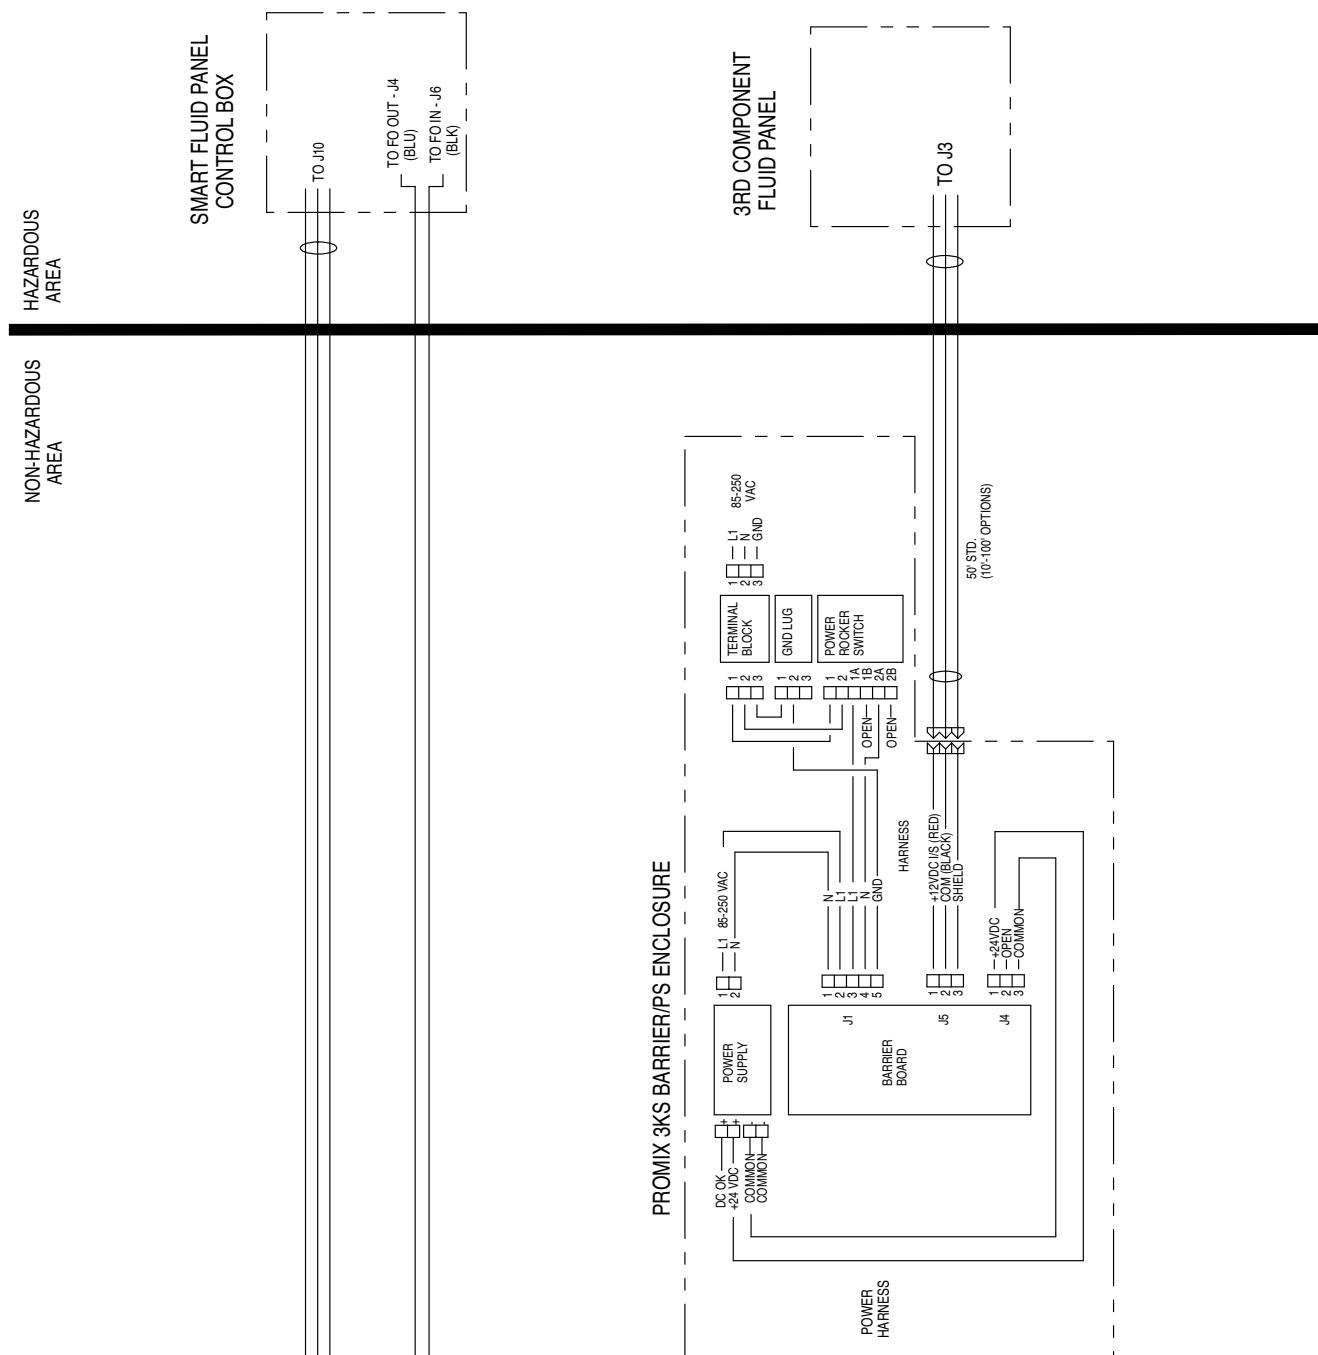 HAZARDOUS
AREA
NON-HAZARDOUS
AREA
SMART FLUID PANEL
CONTROL BOX
TO J10
TO FO OUT - J4
(BLU)
TO FO IN - J6
(BLK)
3RD COMPONENT
FLUID PANEL
TO J3
50' STD.
(10'-100' OPTIONS)
PROMIX 3KS BARRIER/PS ENCLOSURE
85-250
VAC
L1
N
GND
1
2
3
TERMINAL
BLOCK
GND LUG
POWER
ROCKER
SWITCH
1
2
3
1
2
3
1
2
1A
1B
2A
2B
OPEN
OPEN
HARNESS
L1 85-250 VAC
N
1
2
POWER
SUPPLY
+
+
-
-
DC OK
+24 VDC
COMMON
COMMON
N
L1
L1
N
GND
1
2
3
4
5
J1
+12VDC I/S (RED)
COM (BLACK)
SHIELD
1
2
3
J5
+24VDC
OPEN
COMMON
1
2
3
J4
BARRIER
BOARD
POWER
HARNESS